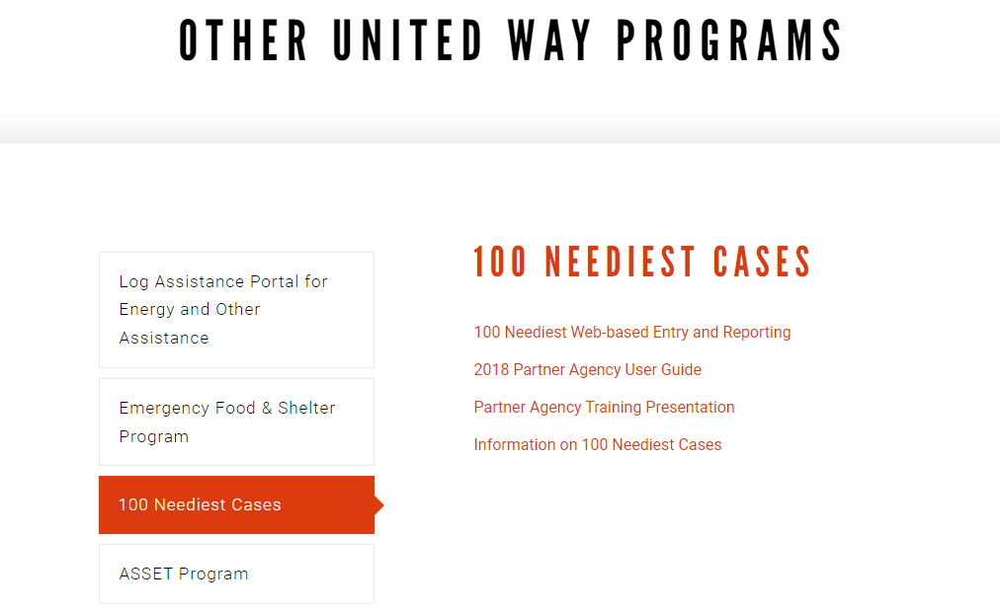 OTHER UNITED WAY PROGRAMS
Log Assistance Portal for
Energy and Other
Assistance
Emergency Food & Shelter
Program
100 Neediest Cases
ASSET Program
100 NEEDIEST CASES
100 Neediest Web-based Entry and Reporting
2018 Partner Agency User Guide
Partner Agency Training Presentation
Information on 100 Neediest Cases